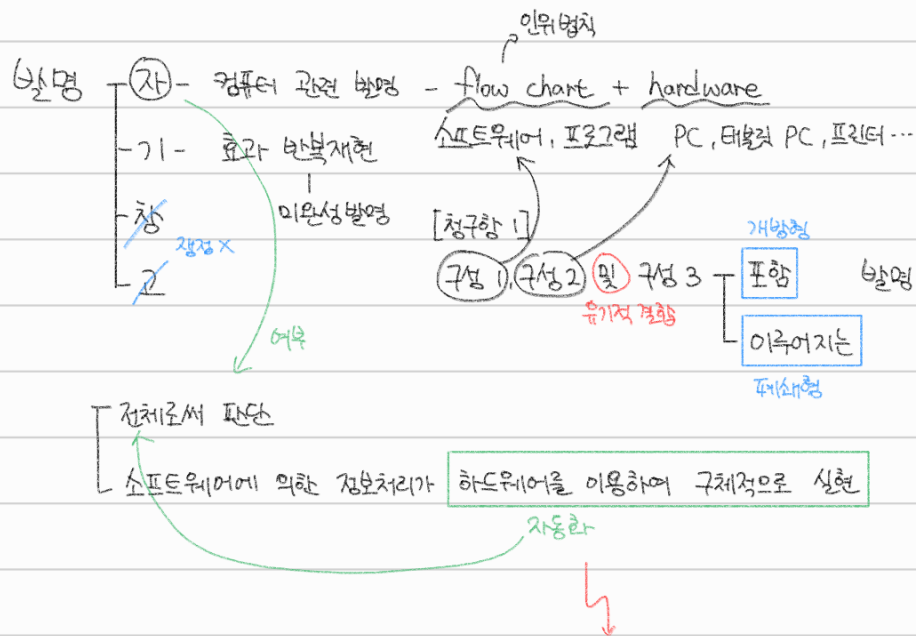 인위법칙
발명 자 - 컴퓨터 관련 발명 - flow chart + hardware
소프트웨어, 프로그램 PC, 태블릿 PC, 프린터 ...
기 - 효과 반복재현
미완성발명
창
쟁점 X
고
[청구항 1]
구성 1, 구성 2 및 구성 3 포함 발명
개방형
유기적 결합
이루어지는
폐쇄형
여부
전체로써 판단
소프트웨어에 의한 정보처리가 하드웨어를 이용하여 구체적으로 실현
자동화